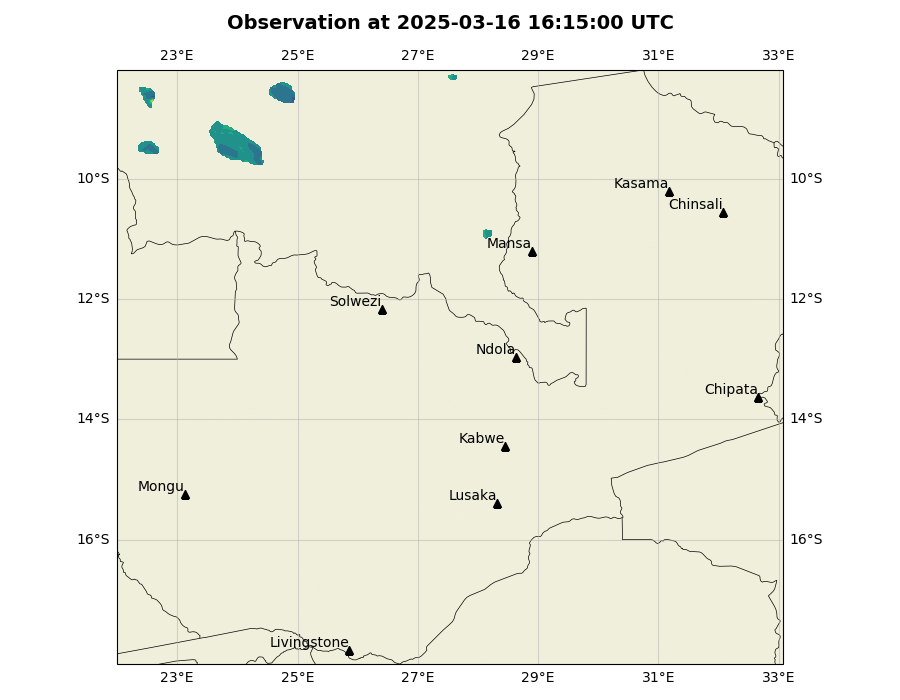 Observation at 2025-03-16 16:15:00 UTC
23°E 25°E 27°E 29°E 31°E 33°E
10°S 10°S
Kasama
Chinsali
Mansa
12°S 12°S
Solwezi
Ndola
Chipata
14°S 14°S
Kabwe
Mongu
Lusaka
16°S 16°S
Livingstone
23°E 25°E 27°E 29°E 31°E 33°E